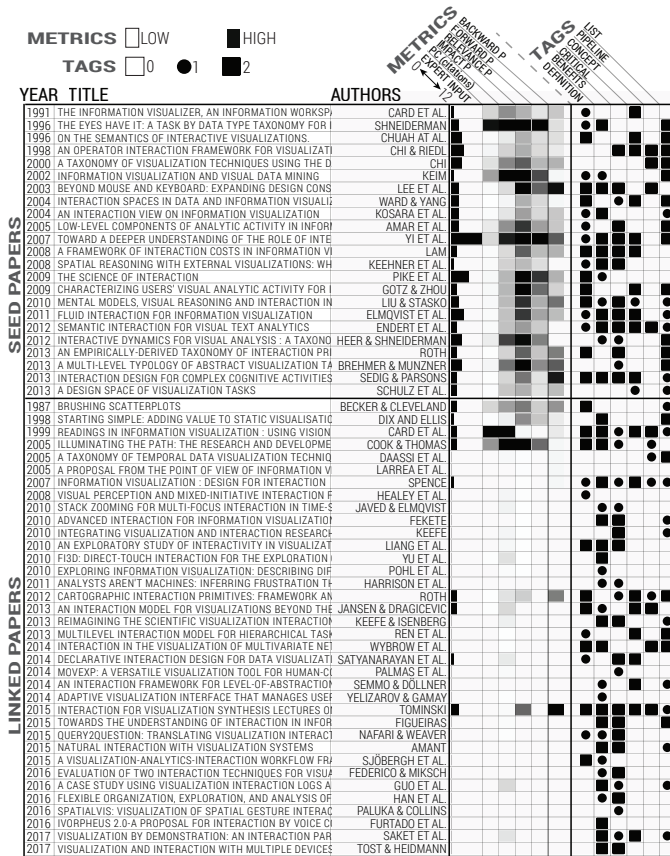 METRICS LOW HIGH
TAGS 0 1 2
METRICS
BACKWARD P
FORWARD P
RELEVANCE P
IMPACT P
PC (citations)
EXPERT INPUT
0 12
TAGS
LIST
PIPELINE
CONCEPT
CRITICAL
BENEFITS
DEFINITION
YEAR TITLE AUTHORS
SEED PAPERS
1991 THE INFORMATION VISUALIZER, AN INFORMATION WORKSP CARD ET AL.
1996 THE EYES HAVE IT: A TASK BY DATA TYPE TAXONOMY FOR I SHNEIDERMAN
1996 ON THE SEMANTICS OF INTERACTIVE VISUALIZATIONS. CHUAH AT AL.
1998 AN OPERATOR INTERACTION FRAMEWORK FOR VISUALIZATI CHI & RIEDL
2000 A TAXONOMY OF VISUALIZATION TECHNIQUES USING THE D CHI
2002 INFORMATION VISUALIZATION AND VISUAL DATA MINING KEIM
2003 BEYOND MOUSE AND KEYBOARD: EXPANDING DESIGN CONS LEE ET AL.
2004 INTERACTION SPACES IN DATA AND INFORMATION VISUALIZ WARD & YANG
2004 AN INTERACTION VIEW ON INFORMATION VISUALIZATION KOSARA ET AL.
2005 LOW-LEVEL COMPONENTS OF ANALYTIC ACTIVITY IN INFOR AMAR ET AL.
2007 TOWARD A DEEPER UNDERSTANDING OF THE ROLE OF INTE YI ET AL.
2008 A FRAMEWORK OF INTERACTION COSTS IN INFORMATION VI LAM
2008 SPATIAL REASONING WITH EXTERNAL VISUALIZATIONS: WH KEEHNER ET AL.
2009 THE SCIENCE OF INTERACTION PIKE ET AL.
2009 CHARACTERIZING USERS' VISUAL ANALYTIC ACTIVITY FOR I GOTZ & ZHOU
2010 MENTAL MODELS, VISUAL REASONING AND INTERACTION IN LIU & STASKO
2011 FLUID INTERACTION FOR INFORMATION VISUALIZATION ELMQVIST ET AL.
2012 SEMANTIC INTERACTION FOR VISUAL TEXT ANALYTICS ENDERT ET AL.
2012 INTERACTIVE DYNAMICS FOR VISUAL ANALYSIS : A TAXONO HEER & SHNEIDERMAN
2013 AN EMPIRICALLY-DERIVED TAXONOMY OF INTERACTION PRI ROTH
2013 A MULTI-LEVEL TYPOLOGY OF ABSTRACT VISUALIZATION TA BREHMER & MUNZNER
2013 INTERACTION DESIGN FOR COMPLEX COGNITIVE ACTIVITIES SEDIG & PARSONS
2013 A DESIGN SPACE OF VISUALIZATION TASKS SCHULZ ET AL.
LINKED PAPERS
1987 BRUSHING SCATTERPLOTS BECKER & CLEVELAND
1998 STARTING SIMPLE: ADDING VALUE TO STATIC VISUALISATIO DIX AND ELLIS
1999 READINGS IN INFORMATION VISUALIZATION : USING VISION CARD ET AL.
2005 ILLUMINATING THE PATH: THE RESEARCH AND DEVELOPME COOK & THOMAS
2005 A TAXONOMY OF TEMPORAL DATA VISUALIZATION TECHNIQ DAASSI ET AL.
2005 A PROPOSAL FROM THE POINT OF VIEW OF INFORMATION V LARREA ET AL.
2007 INFORMATION VISUALIZATION : DESIGN FOR INTERACTION SPENCE
2008 VISUAL PERCEPTION AND MIXED-INITIATIVE INTERACTION F HEALEY ET AL.
2010 STACK ZOOMING FOR MULTI-FOCUS INTERACTION IN TIME-S JAVED & ELMQVIST
2010 ADVANCED INTERACTION FOR INFORMATION VISUALIZATION FEKETE
2010 INTEGRATING VISUALIZATION AND INTERACTION RESEARCH KEEFE
2010 AN EXPLORATORY STUDY OF INTERACTIVITY IN VISUALIZAT LIANG ET AL.
2010 FI3D: DIRECT-TOUCH INTERACTION FOR THE EXPLORATION YU ET AL.
2010 EXPLORING INFORMATION VISUALIZATION: DESCRIBING DIF POHL ET AL.
2011 ANALYSTS AREN'T MACHINES: INFERRING FRUSTRATION TH HARRISON ET AL.
2012 CARTOGRAPHIC INTERACTION PRIMITIVES: FRAMEWORK AN ROTH
2013 AN INTERACTION MODEL FOR VISUALIZATIONS BEYOND THE JANSEN & DRAGICEVIC
2013 REIMAGINING THE SCIENTIFIC VISUALIZATION INTERACTION KEEFE & ISENBERG
2013 MULTILEVEL INTERACTION MODEL FOR HIERARCHICAL TASK REN ET AL.
2014 INTERACTION IN THE VISUALIZATION OF MULTIVARIATE NET WYBROW ET AL.
2014 DECLARATIVE INTERACTION DESIGN FOR DATA VISUALIZATI SATYANARAYAN ET AL.
2014 MOVEXP: A VERSATILE VISUALIZATION TOOL FOR HUMAN-CO PALMAS ET AL.
2014 AN INTERACTION FRAMEWORK FOR LEVEL-OF-ABSTRACTION SEMMO & DÖLLNER
2014 ADAPTIVE VISUALIZATION INTERFACE THAT MANAGES USER YELIZAROV & GAMAY
2015 INTERACTION FOR VISUALIZATION SYNTHESIS LECTURES O TOMINSKI
2015 TOWARDS THE UNDERSTANDING OF INTERACTION IN INFOR FIGUEIRAS
2015 QUERY2QUESTION: TRANSLATING VISUALIZATION INTERACT NAFARI & WEAVER
2015 NATURAL INTERACTION WITH VISUALIZATION SYSTEMS AMANT
2015 A VISUALIZATION-ANALYTICS-INTERACTION WORKFLOW FRA SJÖBERGH ET AL.
2016 EVALUATION OF TWO INTERACTION TECHNIQUES FOR VISUA FEDERICO & MIKSCH
2016 A CASE STUDY USING VISUALIZATION INTERACTION LOGS A GUO ET AL.
2016 FLEXIBLE ORGANIZATION, EXPLORATION, AND ANALYSIS OF HAN ET AL.
2016 SPATIALVIS: VISUALIZATION OF SPATIAL GESTURE INTERAC PALUKA & COLLINS
2016 IVORPHEUS 2.0-A PROPOSAL FOR INTERACTION BY VOICE C FURTADO ET AL.
2017 VISUALIZATION BY DEMONSTRATION: AN INTERACTION PAR SAKET ET AL.
2017 VISUALIZATION AND INTERACTION WITH MULTIPLE DEVICES TOST & HEIDMANN